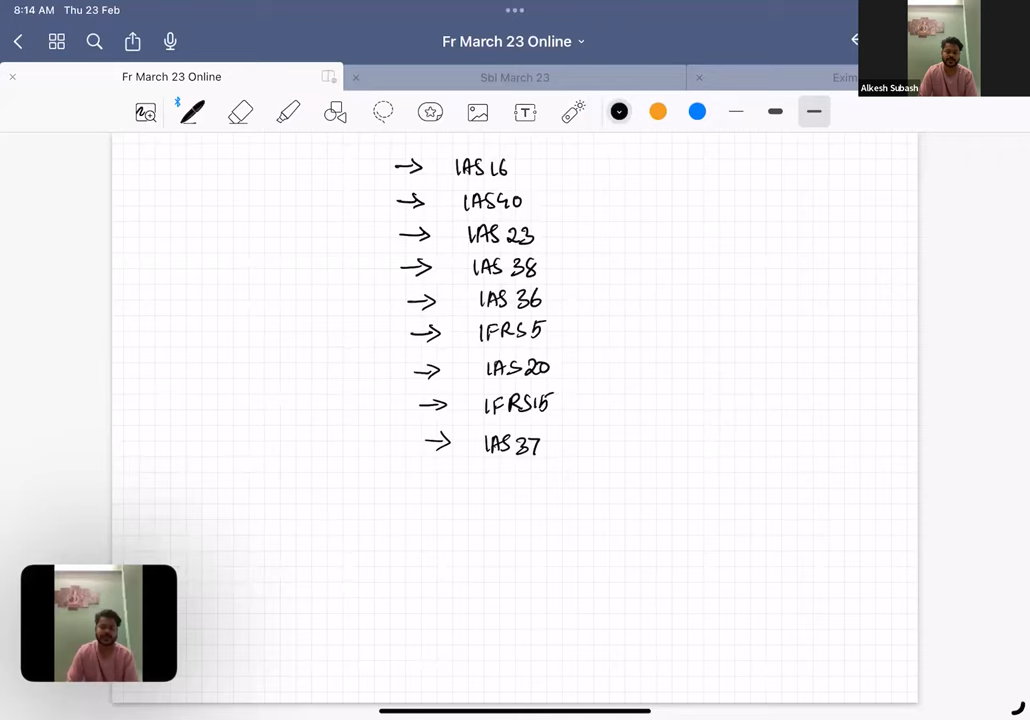 8:14 AM Thu 23 Feb
Fr March 23 Online
Alkesh Subash
Fr March 23 Online
Sbl March 23
Exim
→ IAS 16
→ IAS 40
→ IAS 23
→ IAS 38
→ IAS 36
→ IFRS 5
→ IAS 20
→ IFRS 15
→ IAS 37